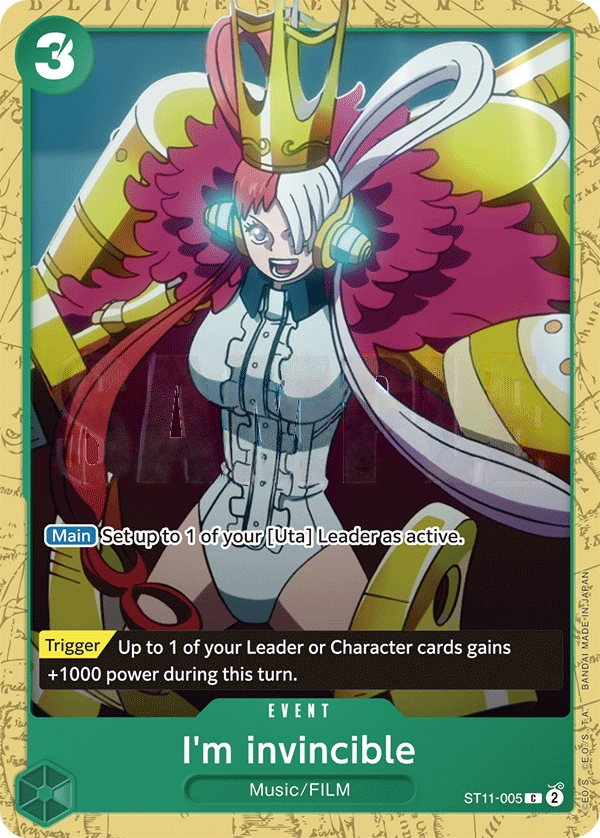 3
Main Set up to 1 of your [Uta] Leader as active.
Trigger Up to 1 of your Leader or Character cards gains
+1000 power during this turn.
EVENT
I'm invincible
Music/FILM
ST11-005 C 2
BANDAI MADE IN JAPAN
SAMPLE